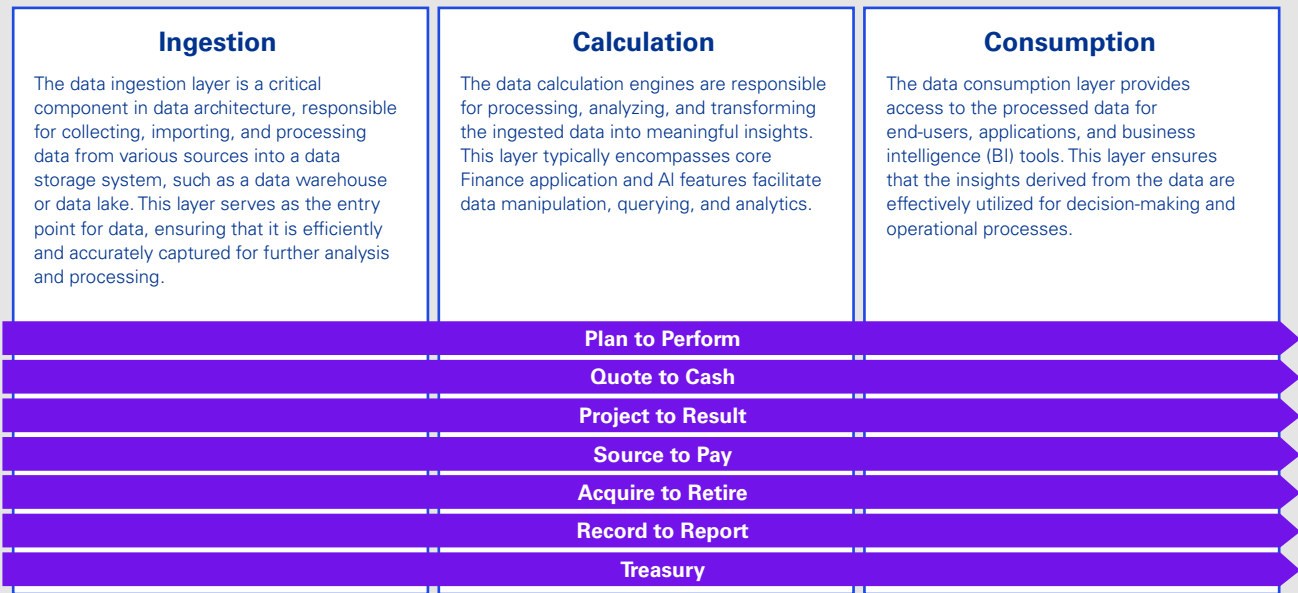 Ingestion
The data ingestion layer is a critical
component in data architecture, responsible
for collecting, importing, and processing
data from various sources into a data
storage system, such as a data warehouse
or data lake. This layer serves as the entry
point for data, ensuring that it is efficiently
and accurately captured for further analysis
and processing.
Calculation
The data calculation engines are responsible
for processing, analyzing, and transforming
the ingested data into meaningful insights.
This layer typically encompasses core
Finance application and AI features facilitate
data manipulation, querying, and analytics.
Consumption
The data consumption layer provides
access to the processed data for
end-users, applications, and business
intelligence (BI) tools. This layer ensures
that the insights derived from the data are
effectively utilized for decision-making and
operational processes.
Plan to Perform
Quote to Cash
Project to Result
Source to Pay
Acquire to Retire
Record to Report
Treasury